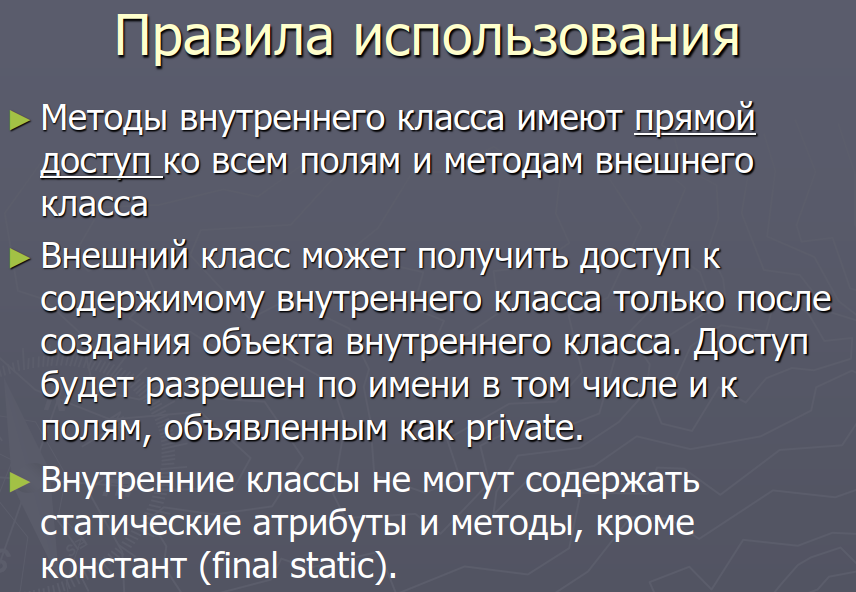 Правила использования
► Методы внутреннего класса имеют прямой
доступ ко всем полям и методам внешнего
класса
► Внешний класс может получить доступ к
содержимому внутреннего класса только после
создания объекта внутреннего класса. Доступ
будет разрешен по имени в том числе и к
полям, объявленным как private.
► Внутренние классы не могут содержать
статические атрибуты и методы, кроме
констант (final static).